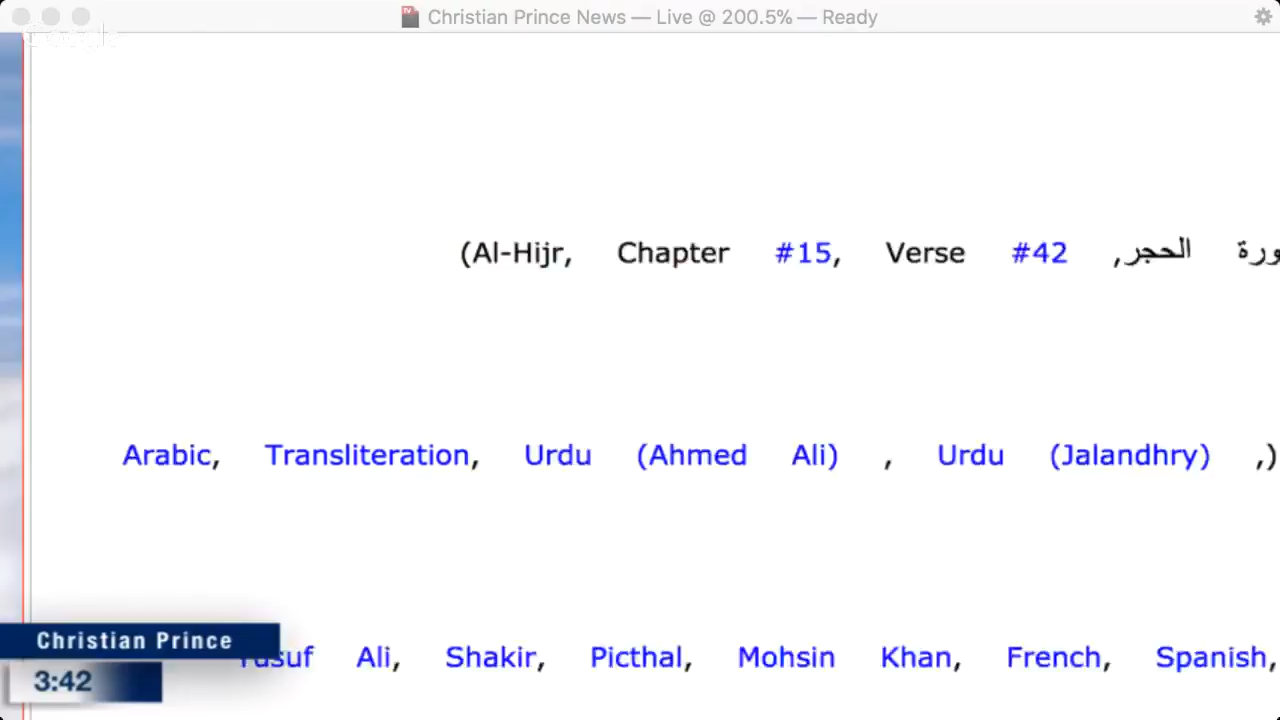 Christian Prince News — Live @ 200.5% — Ready
(Al-Hijr, Chapter #15, Verse #42 ,الحجر
Arabic, Transliteration, Urdu (Ahmed Ali) , Urdu (Jalandhry) ,)
Yusuf Ali, Shakir, Picthal, Mohsin Khan, French, Spanish,
Christian Prince
3:42